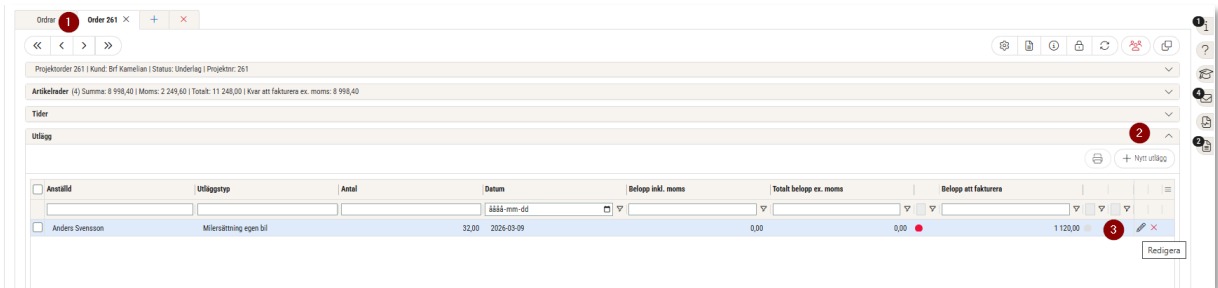 Ordrar 1 Order 261
Projektorder 261 | Kund: Brf Kamelian | Status: Underlag | Projektnr: 261
Artikelrader (4) Summa: 8 998,40 | Moms: 2 249,60 | Totalt: 11 248,00 | Kvar att fakturera ex. moms: 8 998,40
Tider
Utlägg 2
+ Nytt utlägg
Anställd Utläggstyp Antal Datum Belopp inkl. moms Totalt belopp ex. moms Belopp att fakturera
åååå-mm-dd
Anders Svensson Milersättning egen bil 32,00 2026-03-09 0,00 0,00 1 120,00 3
Redigera
1
i
?
4
2